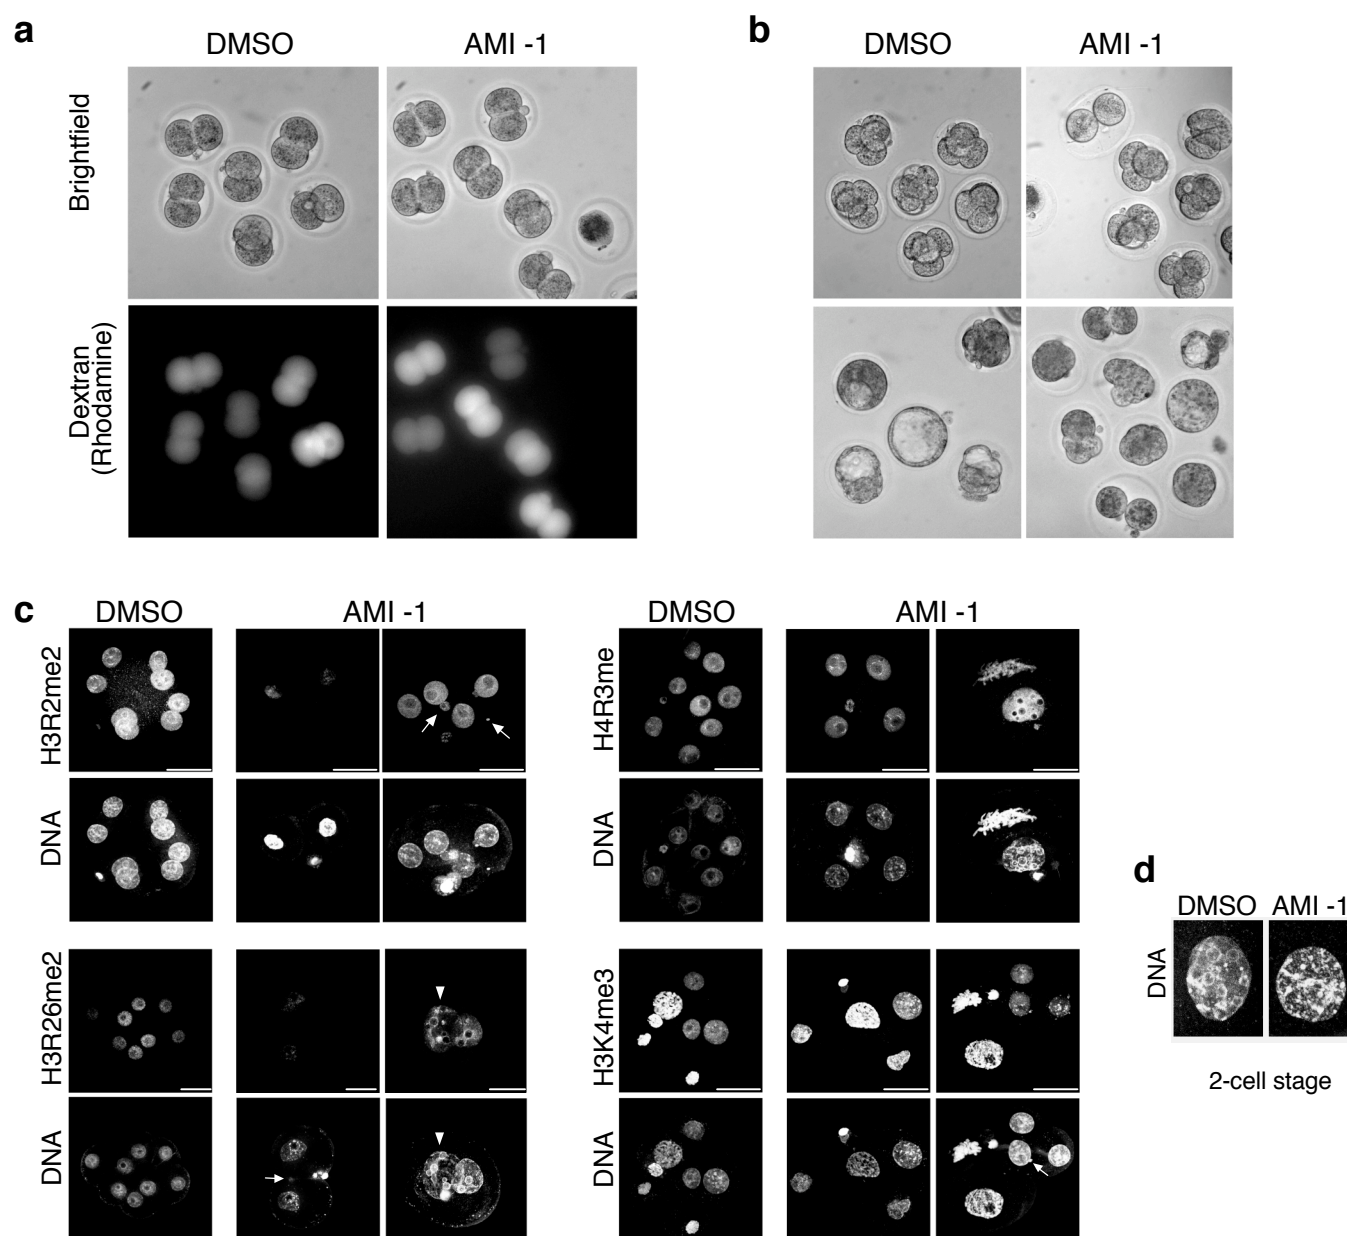 a
DMSO
AMI -1
Brightfield
Dextran
(Rhodamine)
b
DMSO
AMI -1
c
DMSO
AMI -1
H3R2me2
DNA
H3R26me2
DNA
DMSO
AMI -1
H4R3me
DNA
H3K4me3
DNA
d
DMSO
AMI -1
DNA
2-cell stage